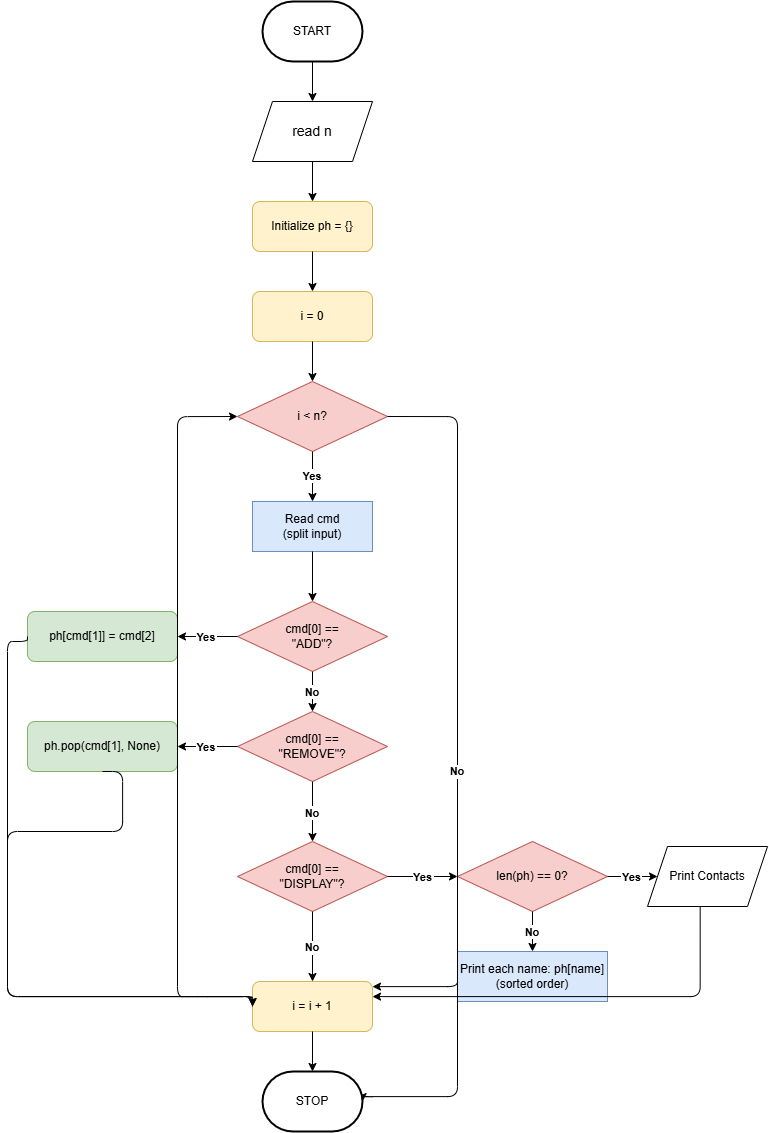 START
read n
Initialize ph = {}
i = 0
i < n?
Yes
Read cmd
(split input)
ph[cmd[1]] = cmd[2]
Yes
cmd[0] ==
"ADD"?
No
ph.pop(cmd[1], None)
Yes
cmd[0] ==
"REMOVE"?
No
No
cmd[0] ==
"DISPLAY"?
Yes
len(ph) == 0?
Yes
Print Contacts
No
No
Print each name: ph[name]
(sorted order)
i = i + 1
STOP